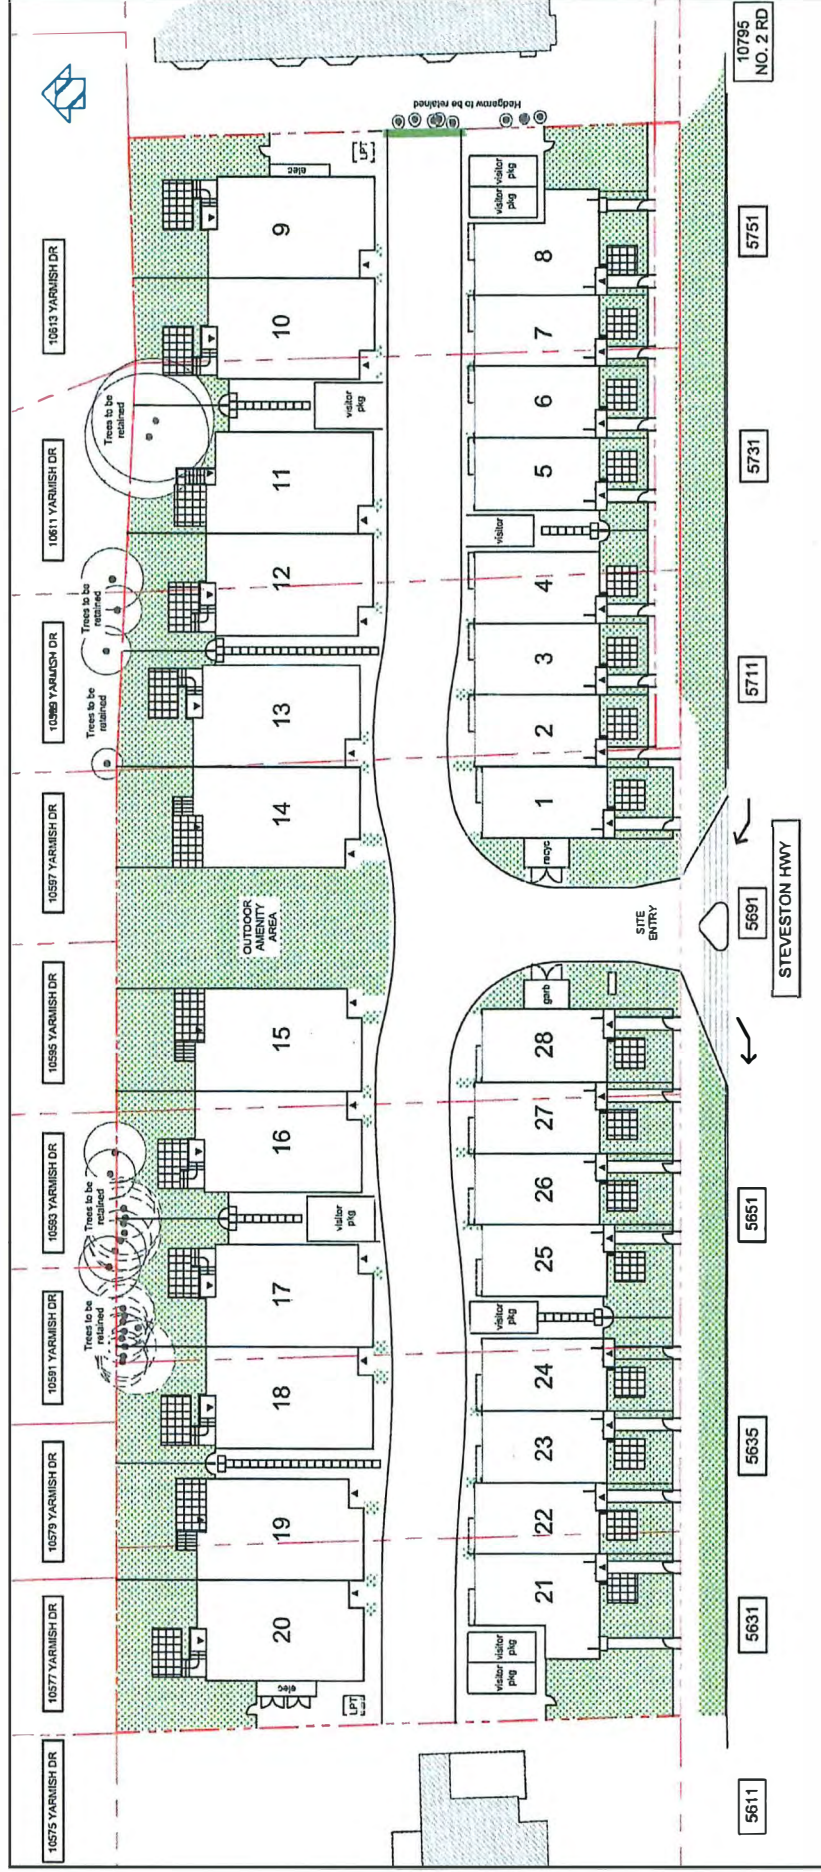 10575 YARMISH DR
10577 YARMISH DR
10579 YARMISH DR
10591 YARMISH DR
10593 YARMISH DR
10595 YARMISH DR
10597 YARMISH DR
YARMISH DR
10611 YARMISH DR
10613 YARMISH DR
Trees to be
retained
Trees to be
retained
Trees to be
retained
Trees to be
retained
Trees to be
retained
20
19
18
17
16
15
OUTDOOR
AMENITY
AREA
14
13
12
11
10
9
elec
LPT
visitor
pkg
visitor
pkg
elec
LPT
Hedgerow to be retained
visitor
pkg
visitor
pkg
21
22
23
24
visitor
pkg
25
26
27
28
garb
recyc
1
2
3
4
visitor
5
6
7
8
visitor
pkg
visitor
pkg
SITE
ENTRY
5611
5631
5635
5651
5691
5711
5731
5751
10795
NO. 2 RD
STEVESTON HWY